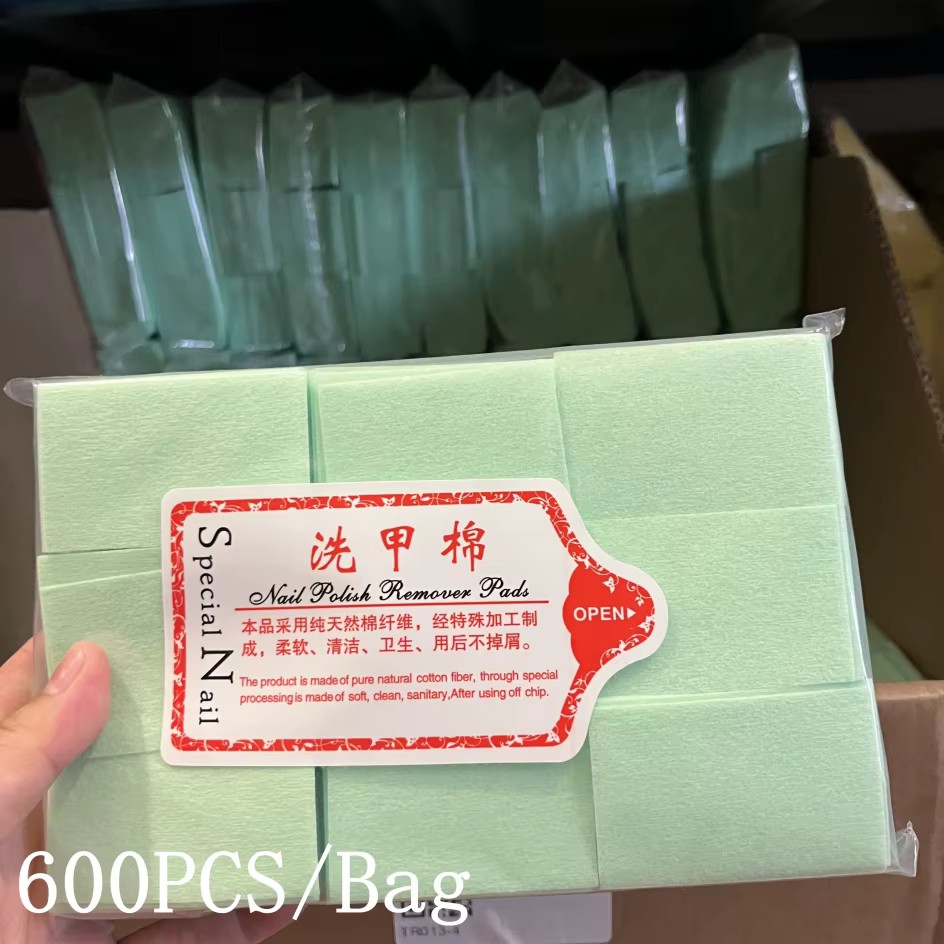 Special Nail
洗甲棉
Nail Polish Remover Pads
本品采用纯天然棉纤维，经特殊加工制
成，柔软、清洁、卫生、用后不掉屑。
The product is made of pure natural cotton fiber, through special
processing is made of soft, clean, sanitary,After using off chip.
OPEN
600PCS/Bag
TR013-4